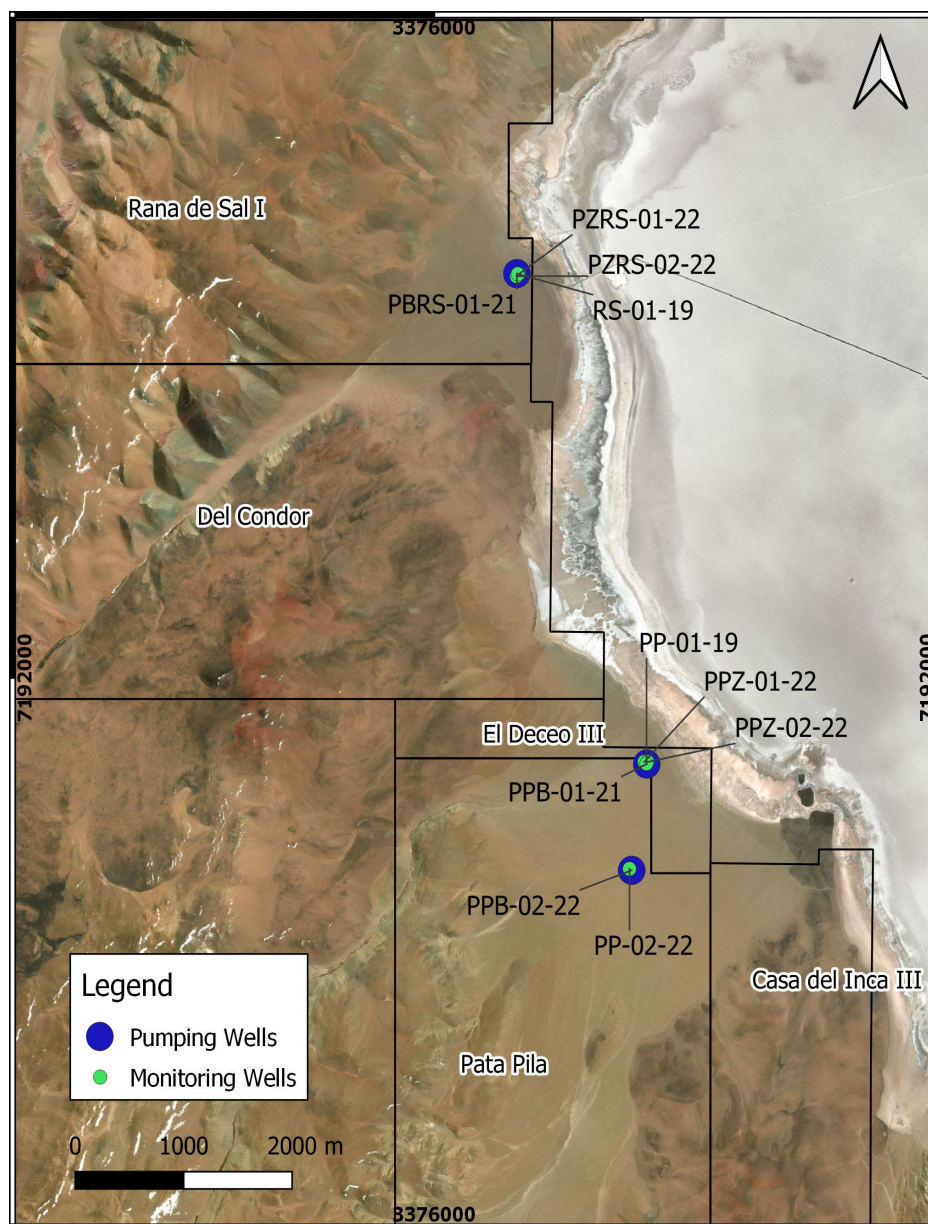 3376000
Rana de Sal I
PZRS-01-22
PZRS-02-22
PBRS-01-21
RS-01-19
Del Condor
7192000
7192000
PP-01-19
PPZ-01-22
El Deceo III
PPZ-02-22
PPB-01-21
PPB-02-22
PP-02-22
Casa del Inca III
Pata Pila
Legend
Pumping Wells
Monitoring Wells
0 1000 2000 m
3376000